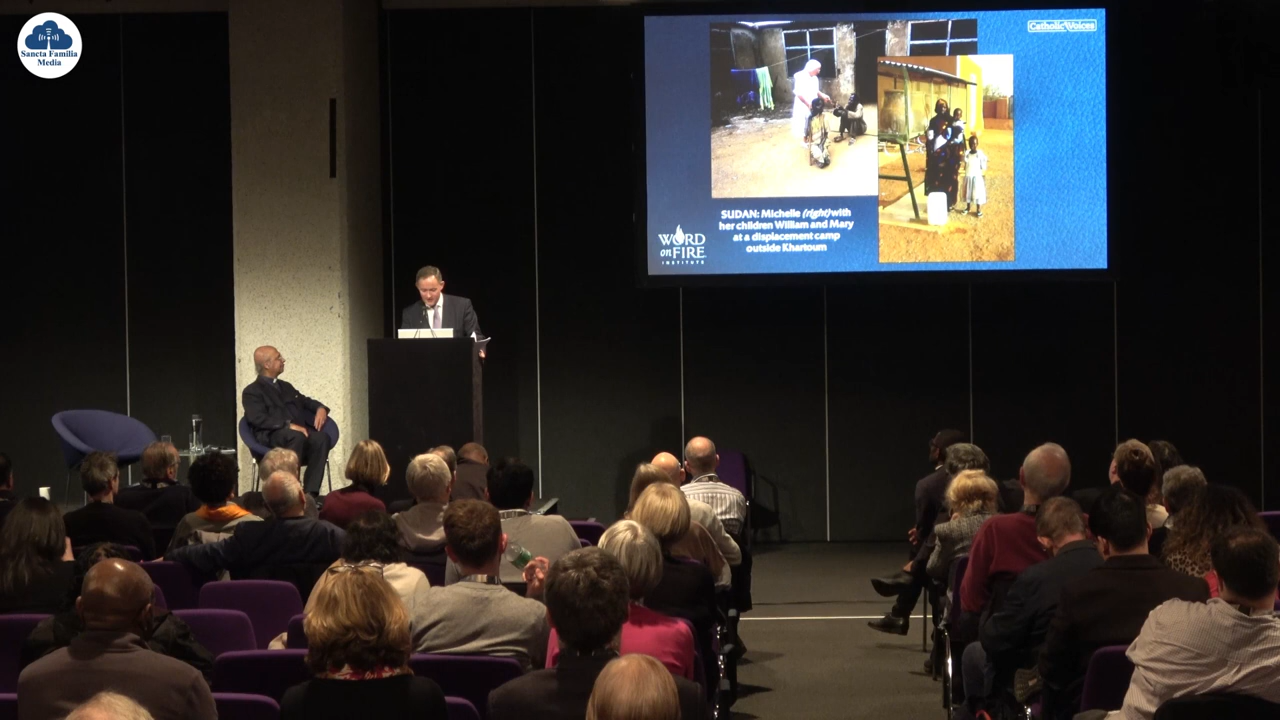 Sancta Familia
Media
Catholic Voices
SUDAN: Michelle (right) with
her children William and Mary
at a displacement camp
outside Khartoum
WORD
on FIRE
INSTITUTE